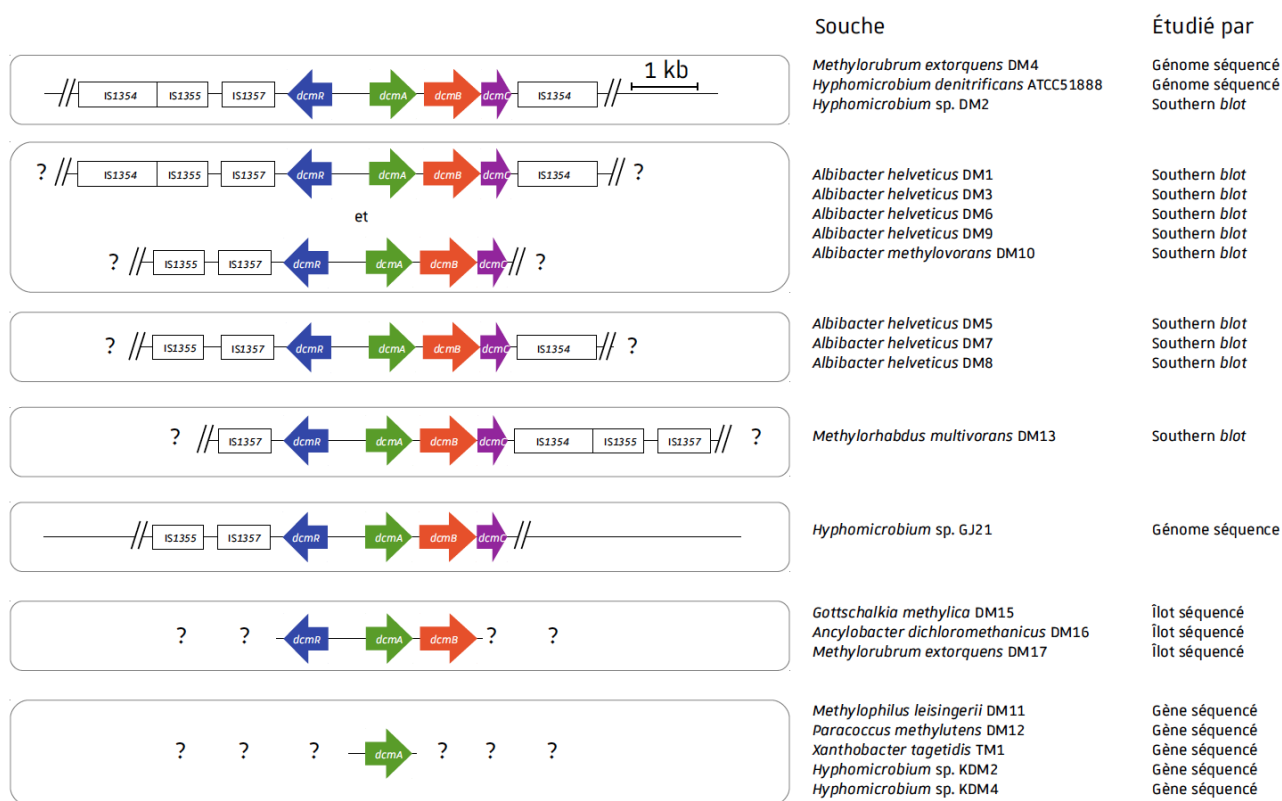 Souche Étudié par
IS1354 IS1355 IS1357 dcmR dcmA dcmB dcmC IS1354 1 kb
Methylorubrum extorquens DM4 Génome séquencé
Hyphomicrobium denitrificans ATCC51888 Génome séquencé
Hyphomicrobium sp. DM2 Southern blot
? IS1354 IS1355 IS1357 dcmR dcmA dcmB dcmC IS1354 ?
et
? IS1355 IS1357 dcmR dcmA dcmB dcmC ?
Albibacter helveticus DM1 Southern blot
Albibacter helveticus DM3 Southern blot
Albibacter helveticus DM6 Southern blot
Albibacter helveticus DM9 Southern blot
Albibacter methylovorans DM10 Southern blot
? IS1355 IS1357 dcmR dcmA dcmB dcmC IS1354 ?
Albibacter helveticus DM5 Southern blot
Albibacter helveticus DM7 Southern blot
Albibacter helveticus DM8 Southern blot
? IS1357 dcmR dcmA dcmB dcmC IS1354 IS1355 IS1357 ?
Methylorhabdus multivorans DM13 Southern blot
IS1355 IS1357 dcmR dcmA dcmB dcmC
Hyphomicrobium sp. GJ21 Génome séquence
? ? dcmR dcmA dcmB ? ?
Gottschalkia methylica DM15 Îlot séquencé
Ancylobacter dichloromethanicus DM16 Îlot séquencé
Methylorubrum extorquens DM17 Îlot séquencé
? ? ? dcmA ? ? ?
Methylophilus leisingerii DM11 Gène séquencé
Paracoccus methylutens DM12 Gène séquencé
Xanthobacter tagetidis TM1 Gène séquencé
Hyphomicrobium sp. KDM2 Gène séquencé
Hyphomicrobium sp. KDM4 Gène séquencé